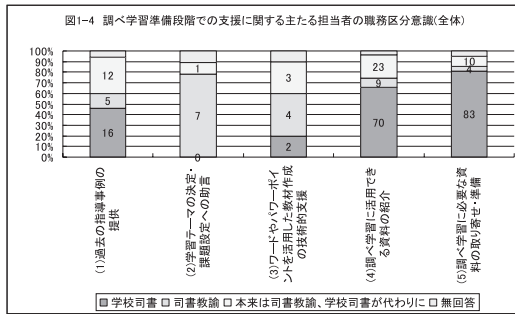 図1-4 調べ学習準備段階での支援に関する主たる担当者の職務区分意識(全体)
100%
90%
80%
70%
60%
50%
40%
30%
20%
10%
0%
12
5
16
1
7
0
3
4
2
23
9
70
10
4
83
(1)過去の指導事例の
提供
(2)学習テーマの決定・
課題設定への助言
(3)ワードやパワーポイ
ントを活用した教材作成
の技術的支援
(4)調べ学習に活用でき
る資料の紹介
(5)調べ学習に必要な資
料の取り寄せ・準備
学校司書 司書教諭 本来は司書教諭、学校司書が代わりに 無回答